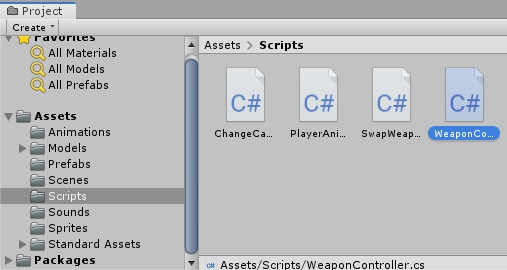 Project
Create
Favorites
All Materials
All Models
All Prefabs
Assets
Animations
Models
Prefabs
Scenes
Scripts
Sounds
Sprites
Standard Assets
Packages
Assets > Scripts
C# C# C# C#
ChangeCa... PlayerAni... SwapWeap... WeaponCo...
C# Assets/Scripts/WeaponController.cs